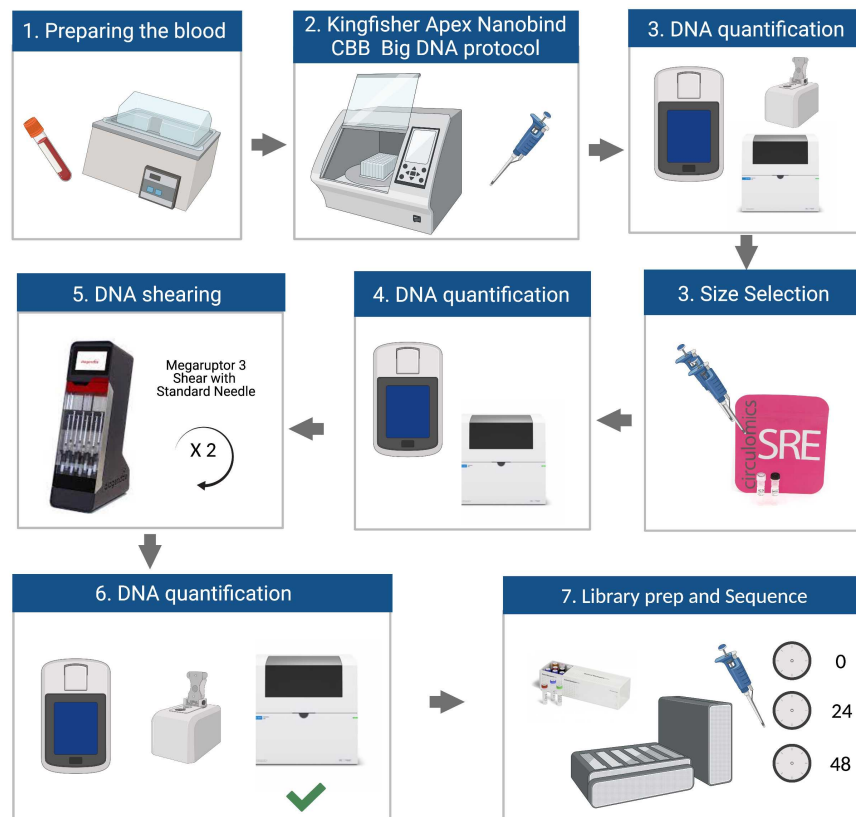 1. Preparing the blood
2. Kingfisher Apex Nanobind
CBB Big DNA protocol
3. DNA quantification
3. Size Selection
circulomics
SRE
4. DNA quantification
5. DNA shearing
Megaruptor 3
Shear with
Standard Needle
X 2
6. DNA quantification
7. Library prep and Sequence
0
24
48